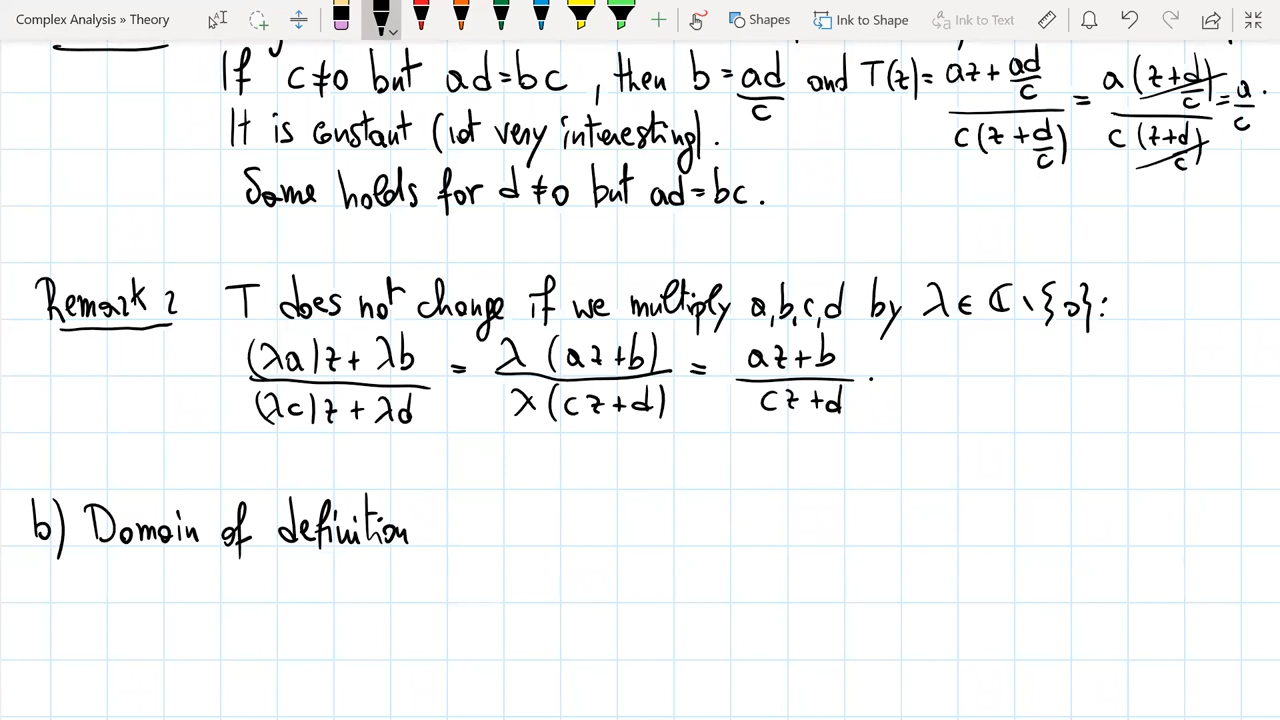 Complex Analysis » Theory
Shapes Ink to Shape Ink to Text
If c≠0 but ad=bc, then b = ad/c and T(z) = (az + ad/c)/(c(z + d/c)) = a(z + d/c)/c(z + d/c) = a/c.
It is constant (not very interesting).
Same holds for d≠0 but ad=bc.
Remark 2 T does not change if we multiply a,b,c,d by λ∈ℂ\{0}:
((λa)z + λb)/((λc)z + λd) = λ(az+b)/λ(cz+d) = (az+b)/(cz+d).
b) Domain of definition